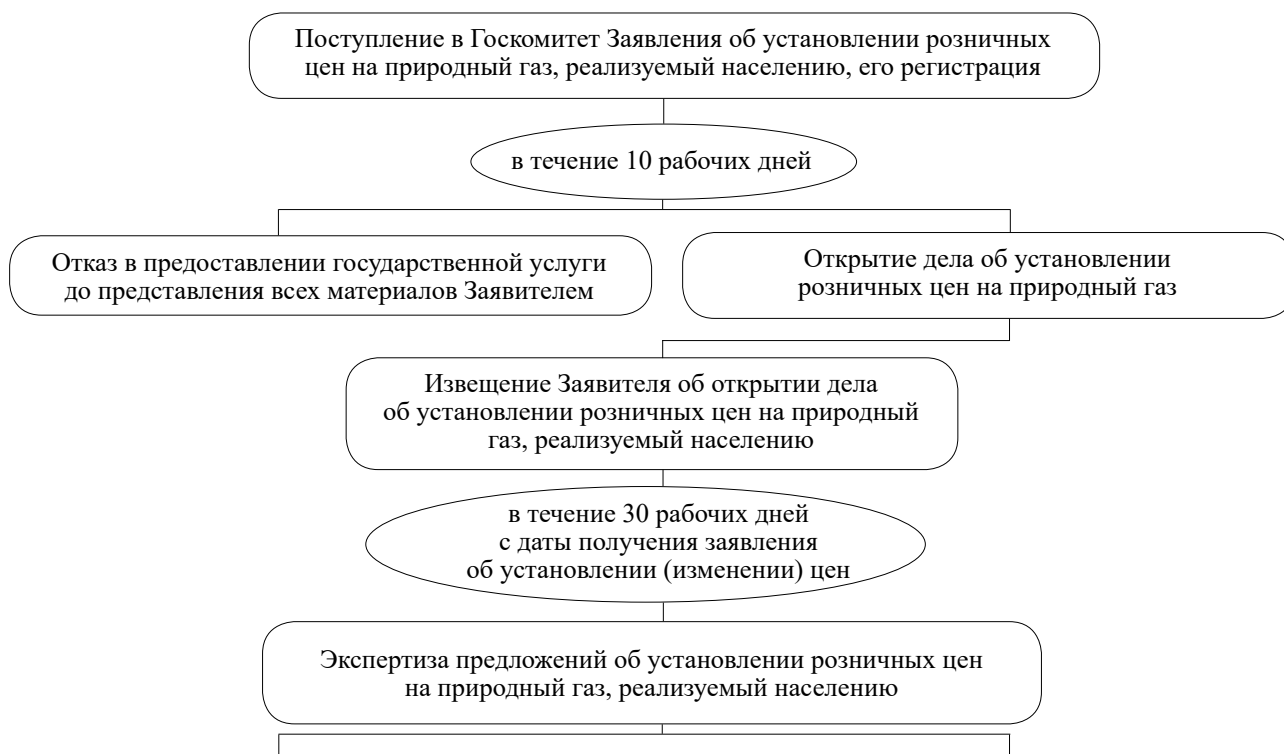 Поступление в Госкомитет Заявления об установлении розничных
цен на природный газ, реализуемый населению, его регистрация
в течение 10 рабочих дней
Отказ в предоставлении государственной услуги
до представления всех материалов Заявителем
Открытие дела об установлении
розничных цен на природный газ
Извещение Заявителя об открытии дела
об установлении розничных цен на природный
газ, реализуемый населению
в течение 30 рабочих дней
с даты получения заявления
об установлении (изменении) цен
Экспертиза предложений об установлении розничных цен
на природный газ, реализуемый населению